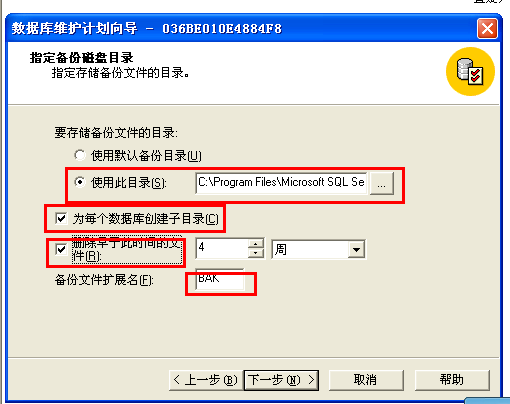 数据库维护计划向导 - 036BE010E4884F8
指定备份磁盘目录
指定存储备份文件的目录。
要存储备份文件的目录:
使用默认备份目录(U)
使用此目录(S): C:\Program Files\Microsoft SQL Se ...
为每个数据库创建子目录(C)
删除早于此时间的文件(R): 4 周
备份文件扩展名(F): BAK
< 上一步(B) 下一步(N) > 取消 帮助